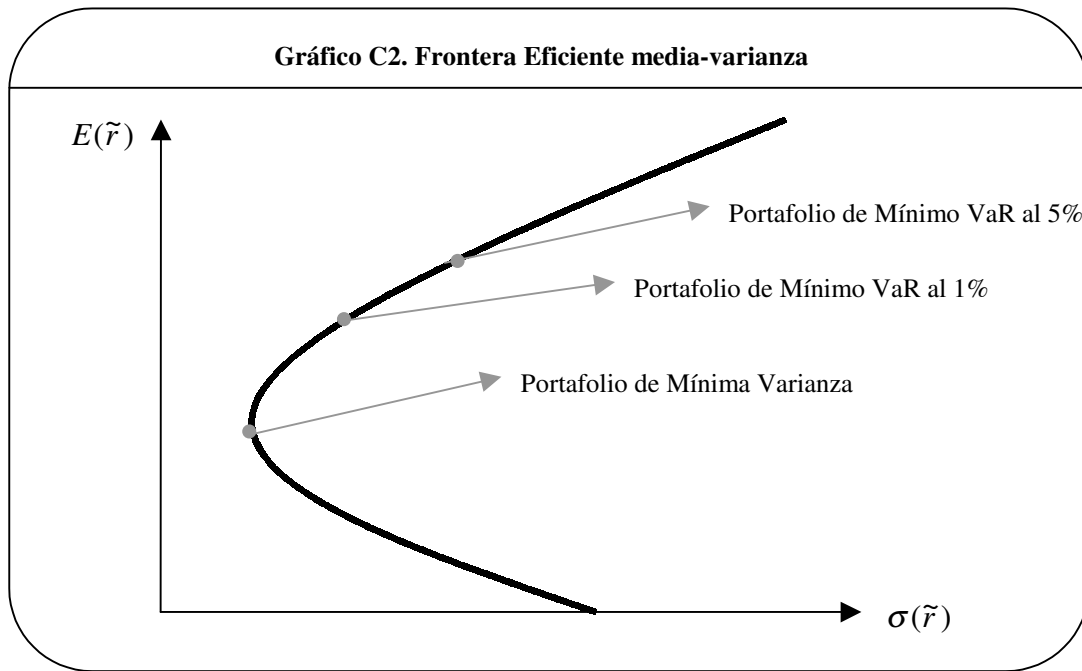 Gráfico C2. Frontera Eficiente media-varianza
E(r̃)
Portafolio de Mínimo VaR al 5%
Portafolio de Mínimo VaR al 1%
Portafolio de Mínima Varianza
σ(r̃)